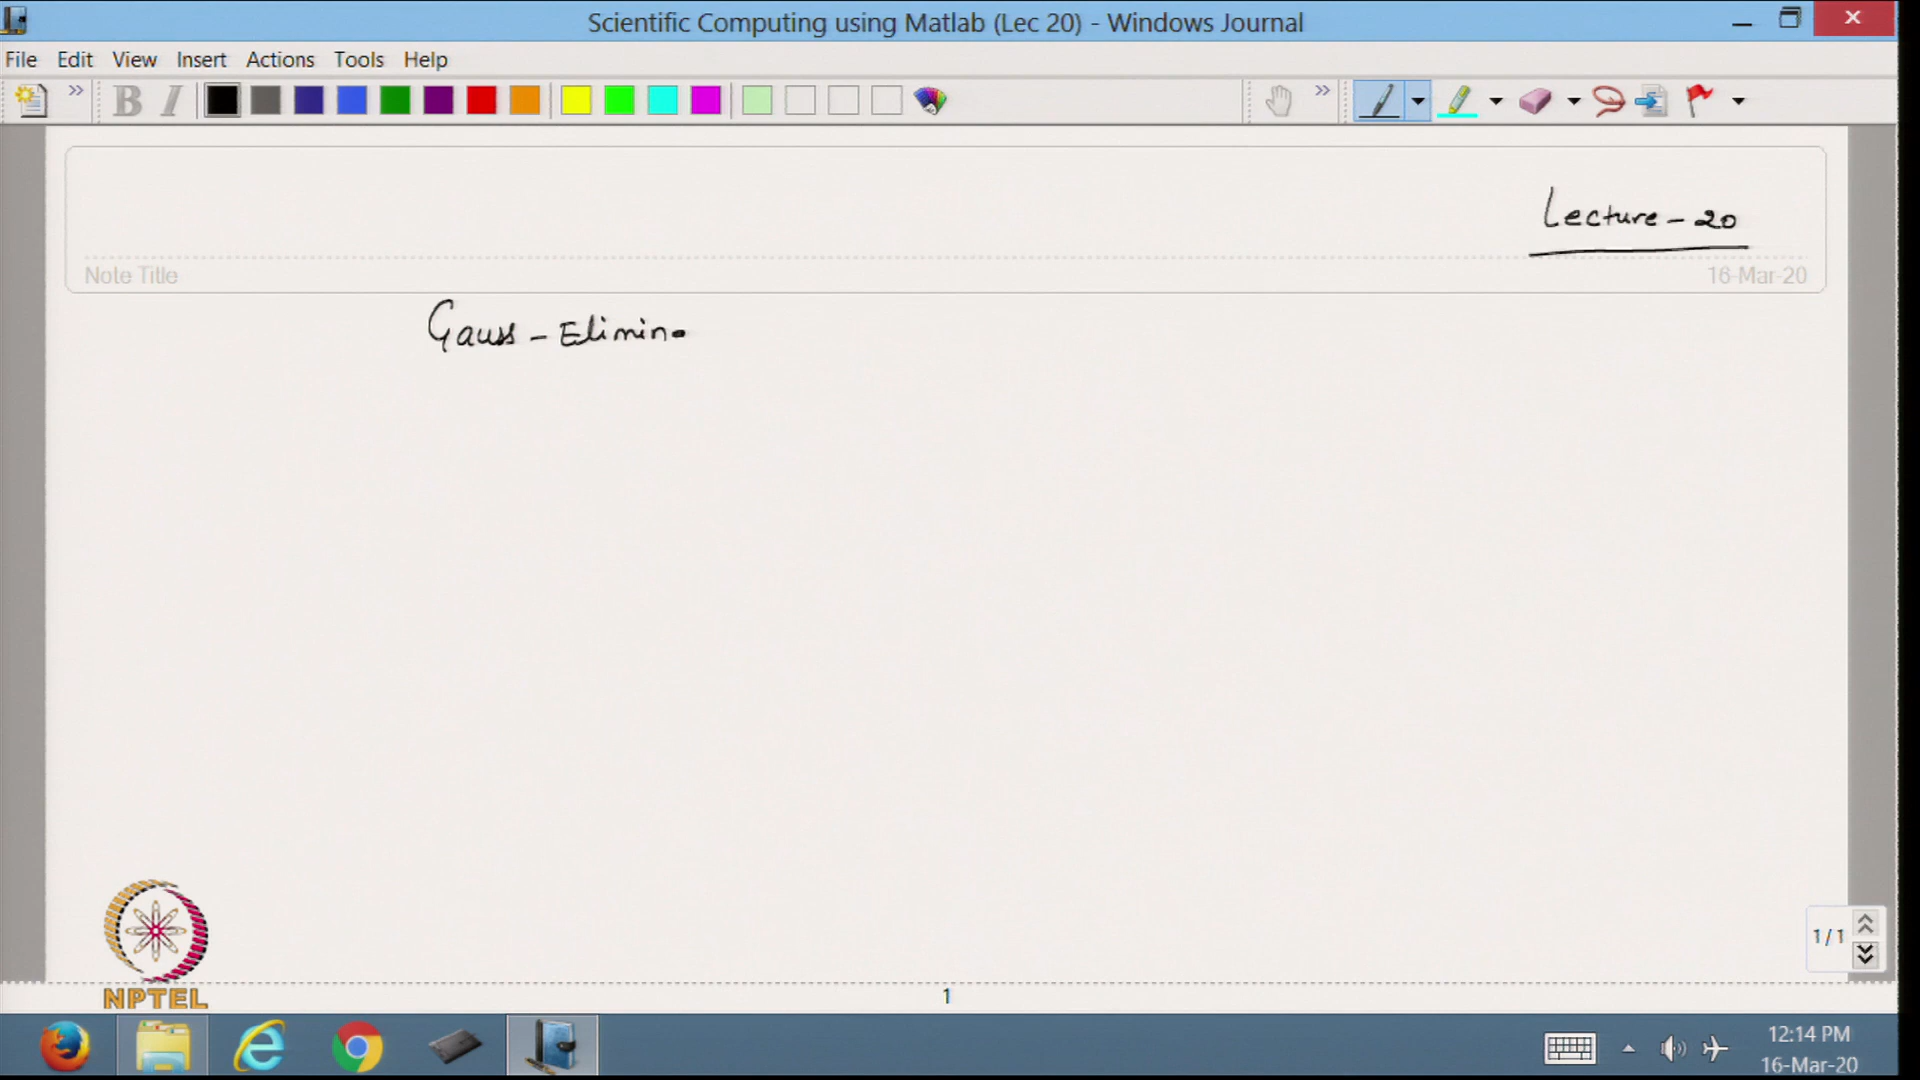 Scientific Computing using Matlab (Lec 20) - Windows Journal
File Edit View Insert Actions Tools Help
B I
Lecture - 20
Note Title
16-Mar-20
Gauss - Elimin
1 / 1
NPTEL
1
12:14 PM
16-Mar-20